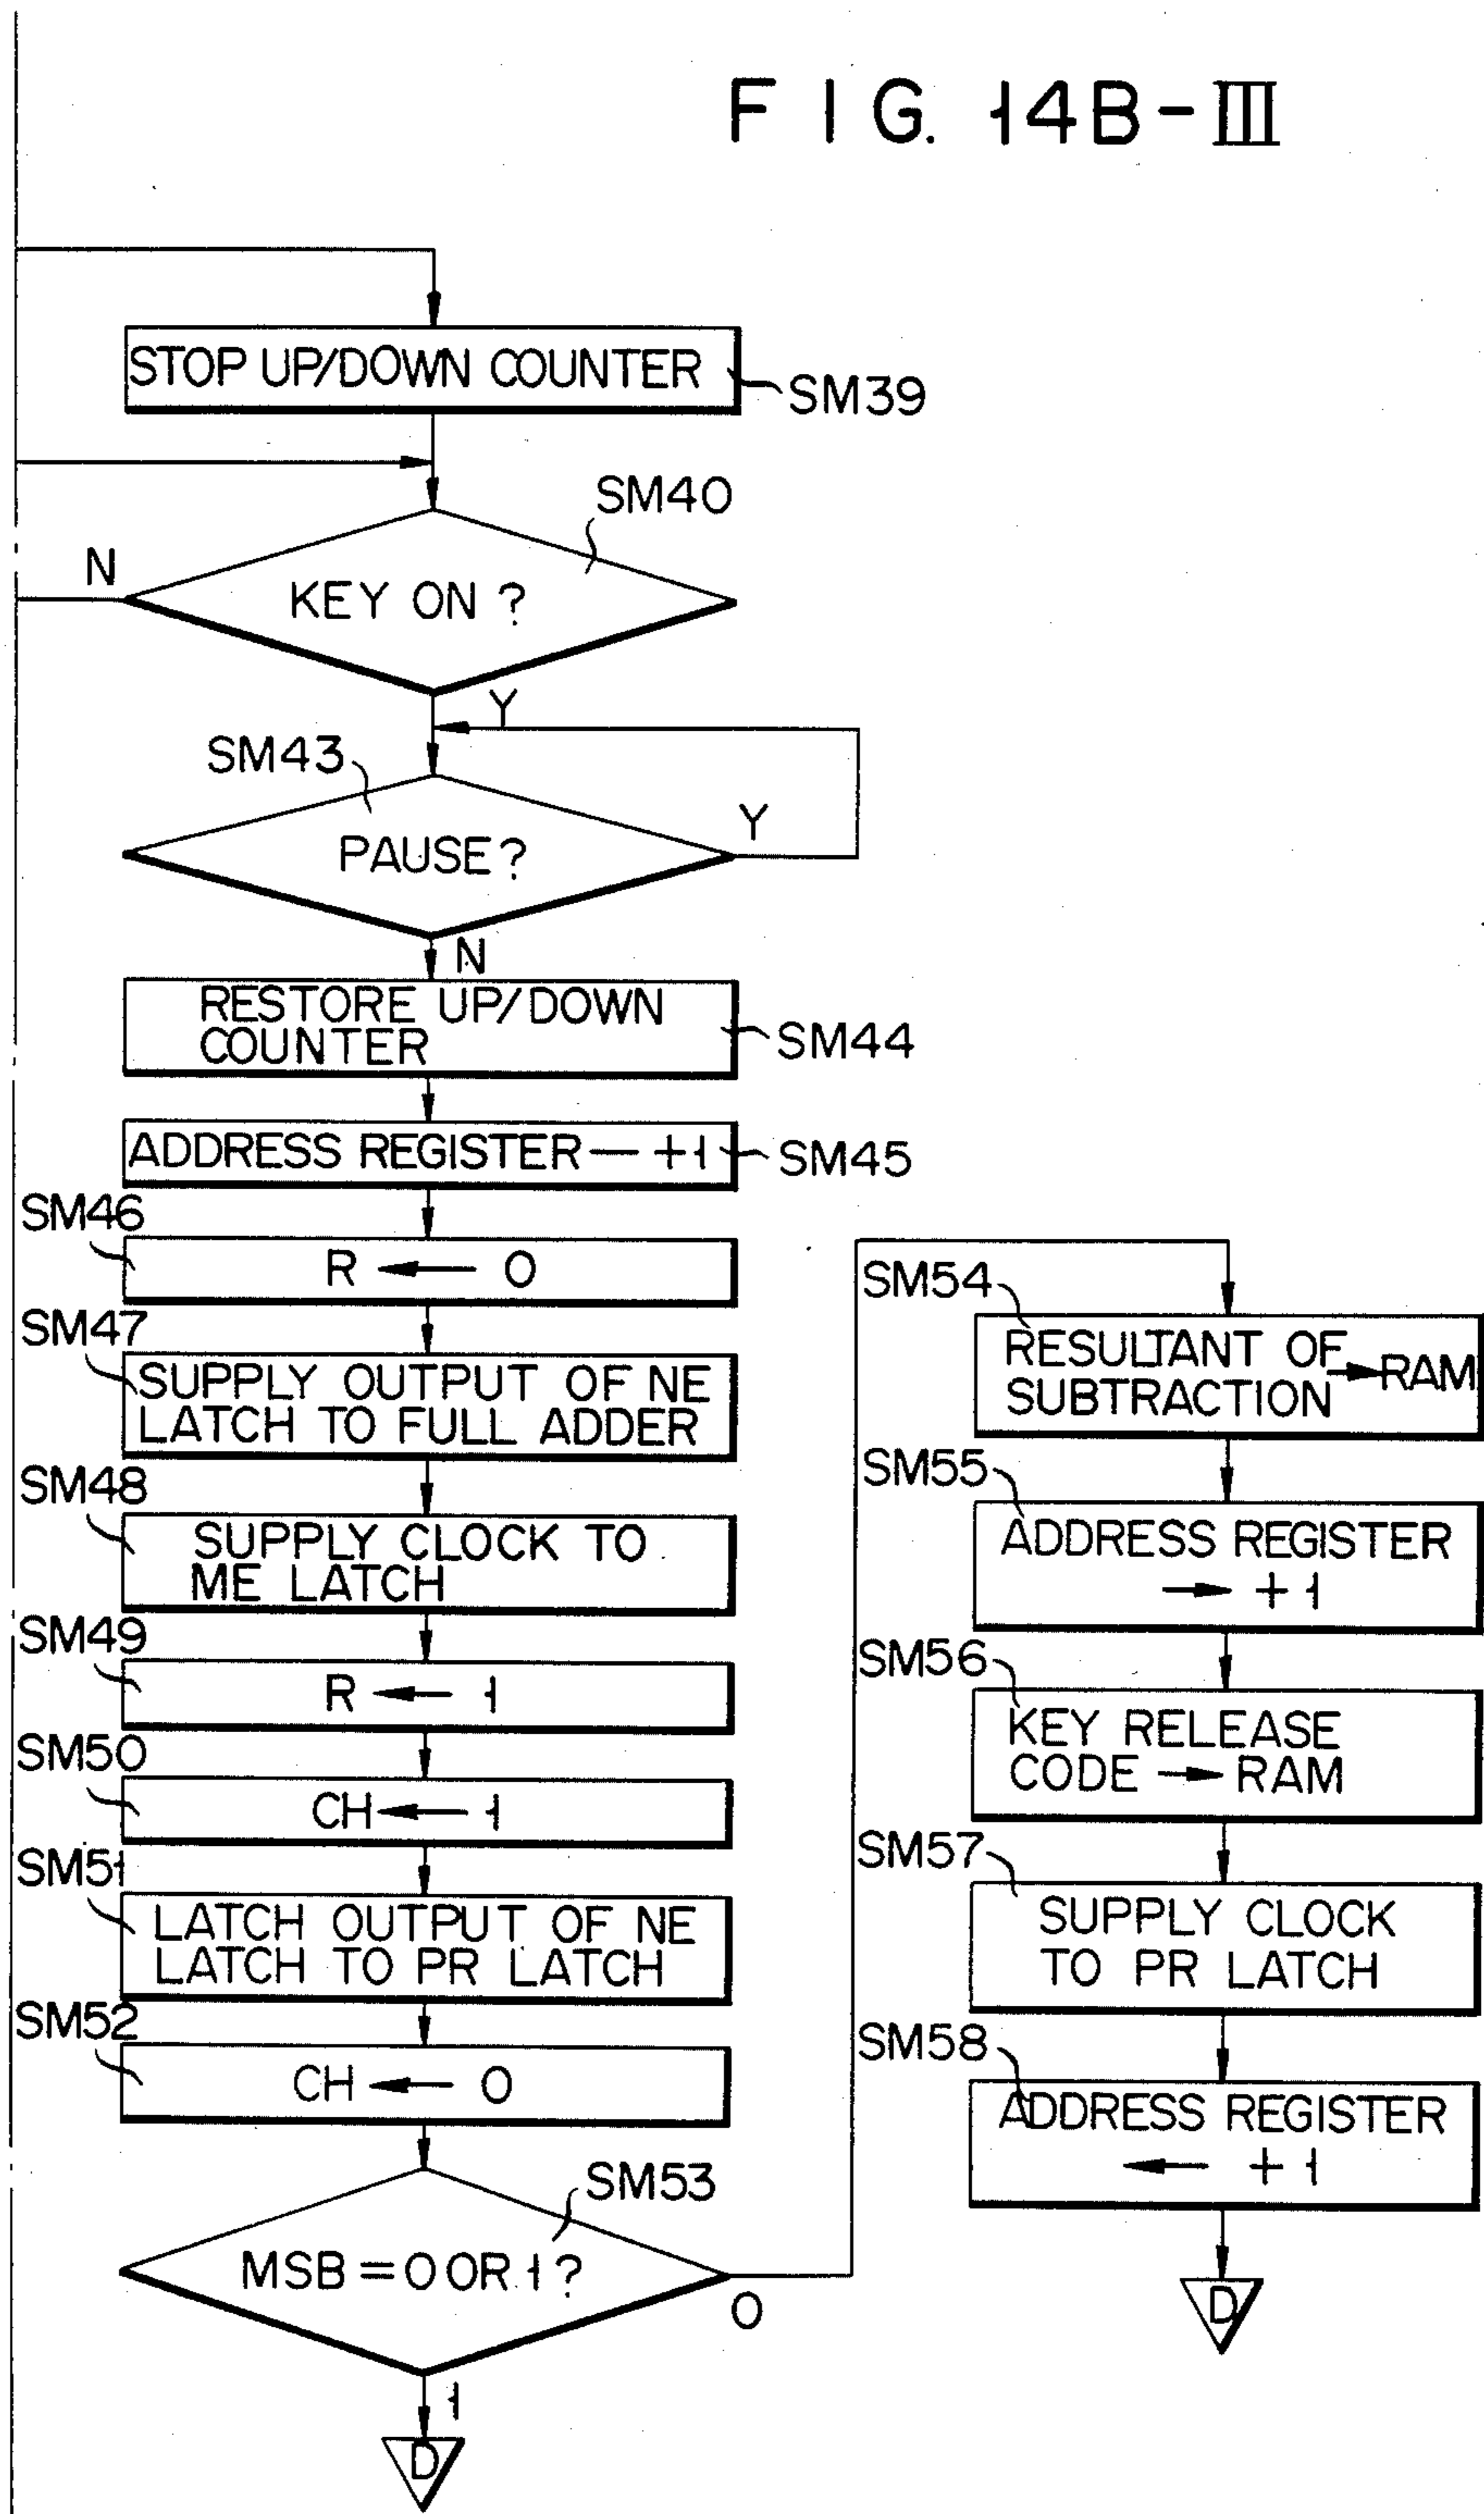 FIG. 14B-III
STOP UP/DOWN COUNTER
SM39
SM40
N
KEY ON ?
Y
SM43
Y
PAUSE?
N
RESTORE UP/DOWN
COUNTER
SM44
ADDRESS REGISTER — +1
SM45
SM46
R ← 0
SM47
SUPPLY OUTPUT OF NE
LATCH TO FULL ADDER
SM48
SUPPLY CLOCK TO
ME LATCH
SM49
R ← 1
SM50
CH ← 1
SM51
LATCH OUTPUT OF NE
LATCH TO PR LATCH
SM52
CH ← 0
SM53
MSB = 0 OR 1 ?
0
1
D
SM54
RESULTANT OF
SUBTRACTION → RAM
SM55
ADDRESS REGISTER
→ +1
SM56
KEY RELEASE
CODE → RAM
SM57
SUPPLY CLOCK
TO PR LATCH
SM58
ADDRESS REGISTER
← +1
D